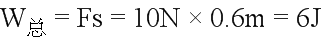 W总 = Fs = 10N × 0.6m = 6J